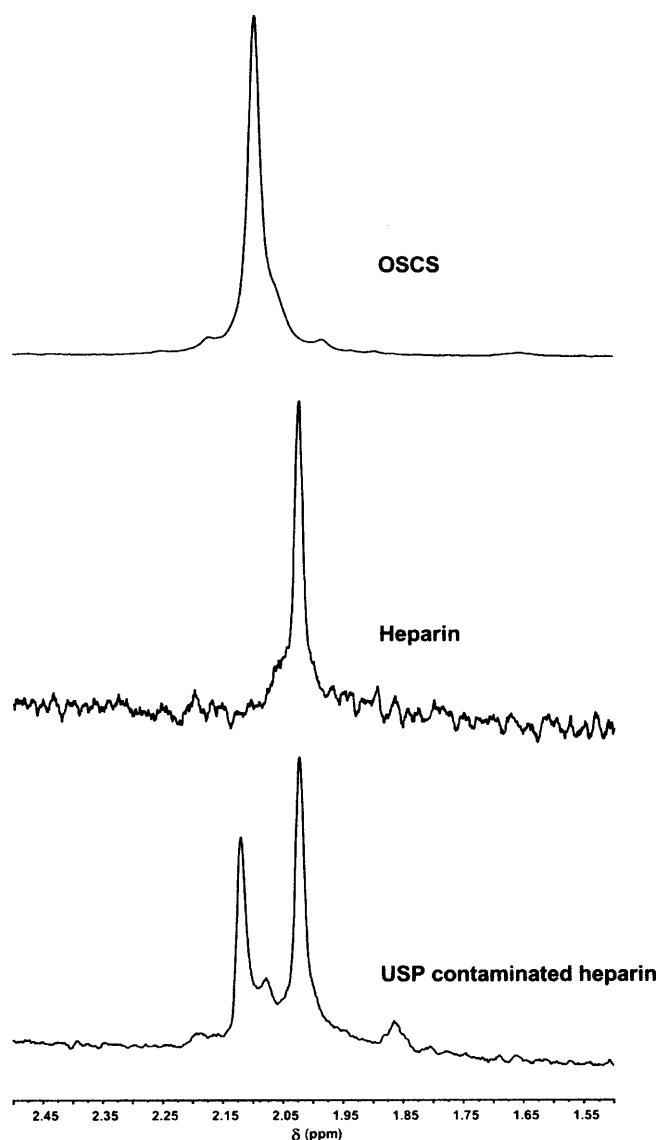 OSCS
Heparin
USP contaminated heparin
2.45 2.35 2.25 2.15 2.05 1.95 1.85 1.75 1.65 1.55
δ (ppm)